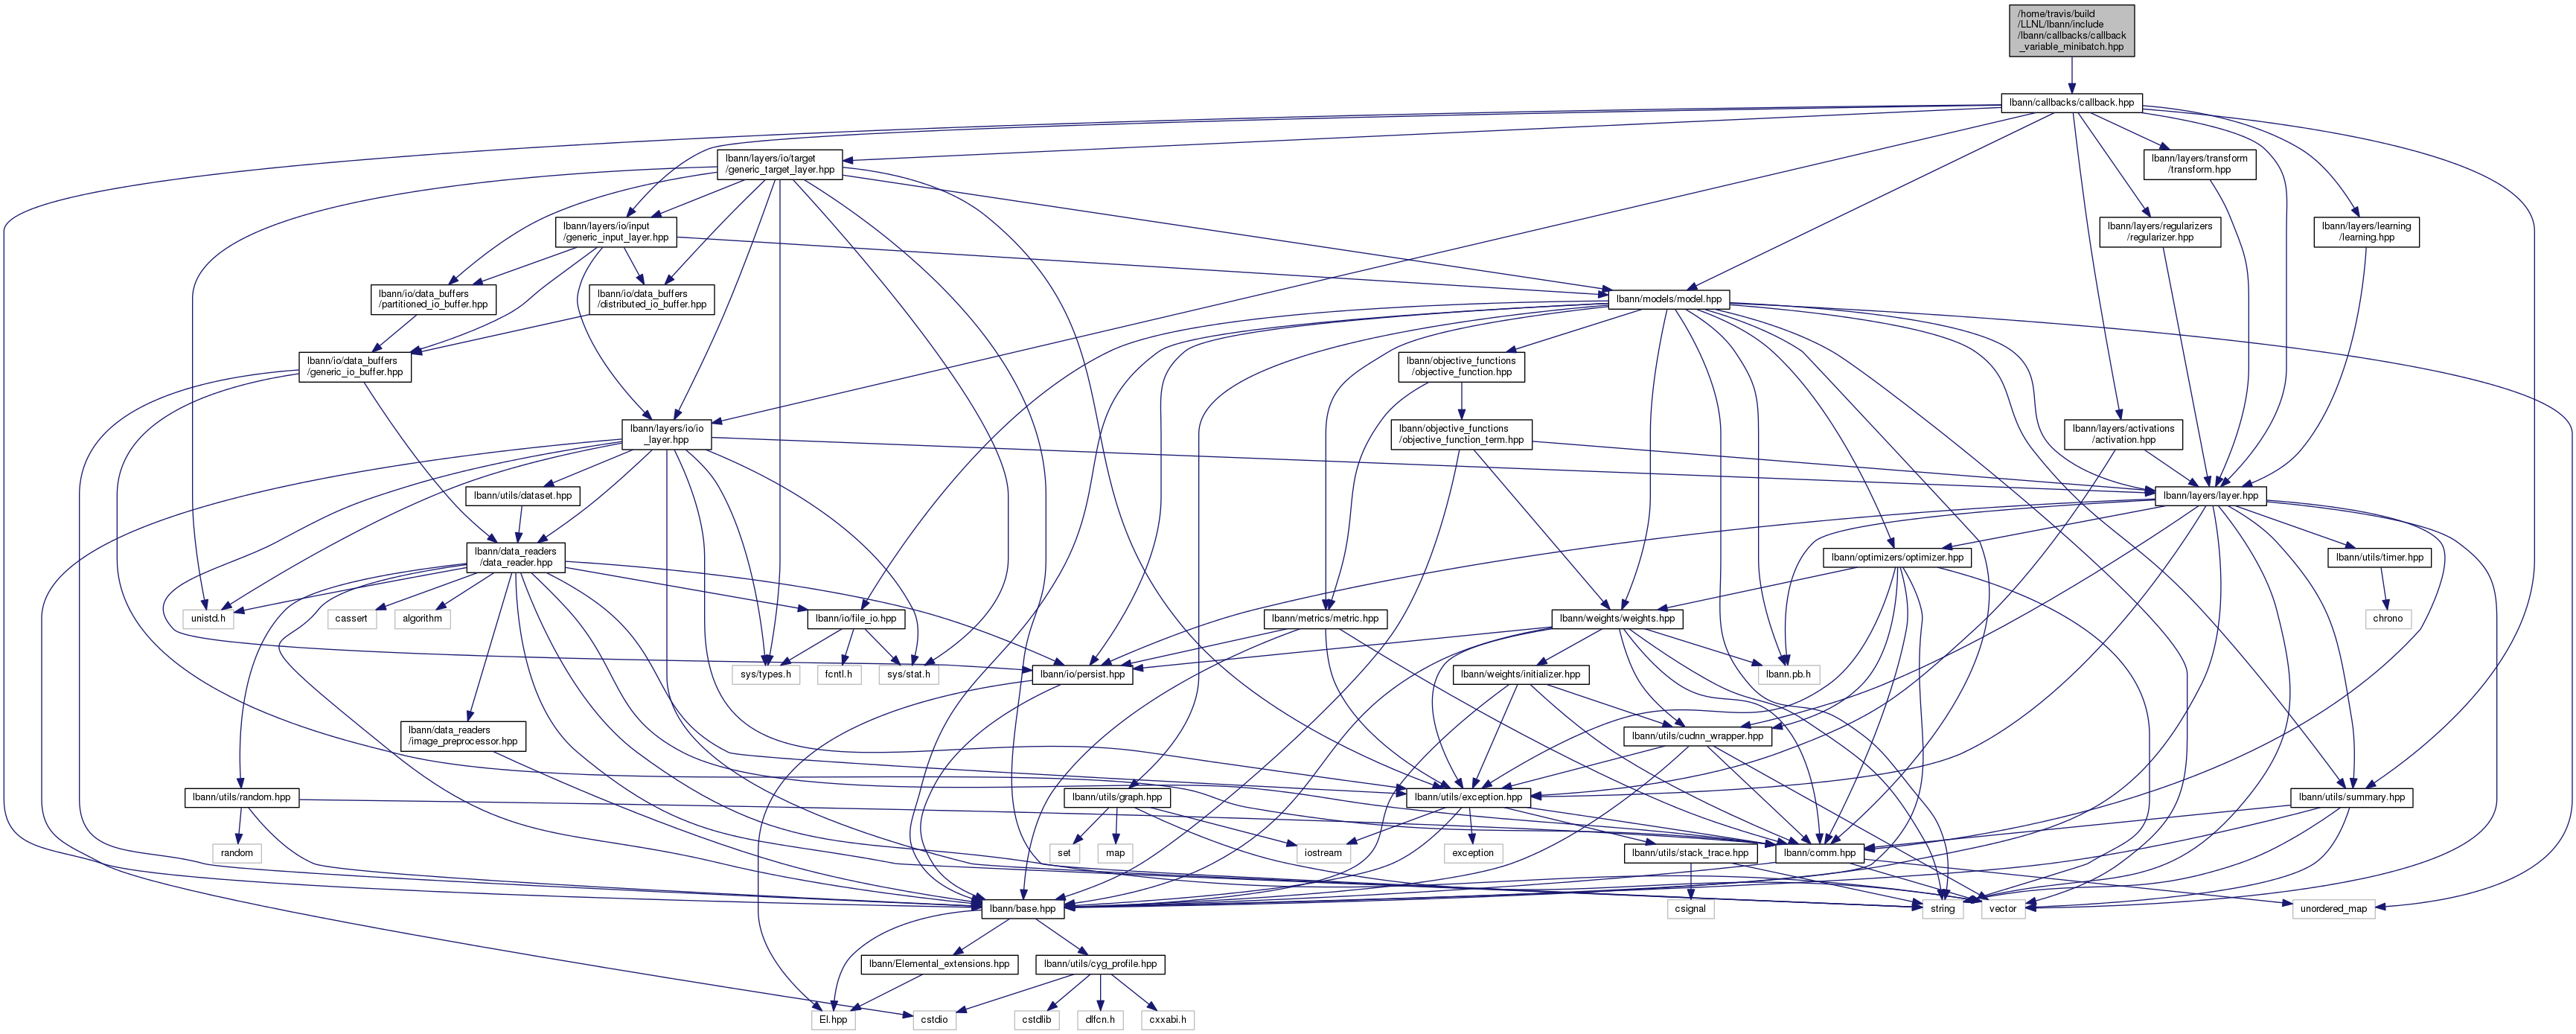 /home/travis/build
/LLNL/lbann/include
/lbann/callbacks/callback
_variable_minibatch.hpp
lbann/callbacks/callback.hpp
lbann/layers/io/target
/generic_target_layer.hpp
lbann/layers/transform
/transform.hpp
lbann/layers/io/input
/generic_input_layer.hpp
lbann/layers/regularizers
/regularizer.hpp
lbann/layers/learning
/learning.hpp
lbann/io/data_buffers
/partitioned_io_buffer.hpp
lbann/io/data_buffers
/distributed_io_buffer.hpp
lbann/models/model.hpp
lbann/io/data_buffers
/generic_io_buffer.hpp
lbann/objective_functions
/objective_function.hpp
lbann/layers/io/io
_layer.hpp
lbann/objective_functions
/objective_function_term.hpp
lbann/layers/activations
/activation.hpp
lbann/utils/dataset.hpp
lbann/layers/layer.hpp
lbann/data_readers
/data_reader.hpp
lbann/optimizers/optimizer.hpp
lbann/utils/timer.hpp
unistd.h
cassert
algorithm
lbann/io/file_io.hpp
lbann/metrics/metric.hpp
lbann/weights/weights.hpp
chrono
sys/types.h
fcntl.h
sys/stat.h
lbann/io/persist.hpp
lbann/weights/initializer.hpp
lbann.pb.h
lbann/data_readers
/image_preprocessor.hpp
lbann/utils/cudnn_wrapper.hpp
lbann/utils/random.hpp
lbann/utils/graph.hpp
lbann/utils/exception.hpp
lbann/utils/summary.hpp
random
set
map
iostream
exception
lbann/utils/stack_trace.hpp
lbann/comm.hpp
lbann/base.hpp
csignal
string
vector
unordered_map
lbann/Elemental_extensions.hpp
lbann/utils/cyg_profile.hpp
El.hpp
cstdio
cstdlib
dlfcn.h
cxxabi.h